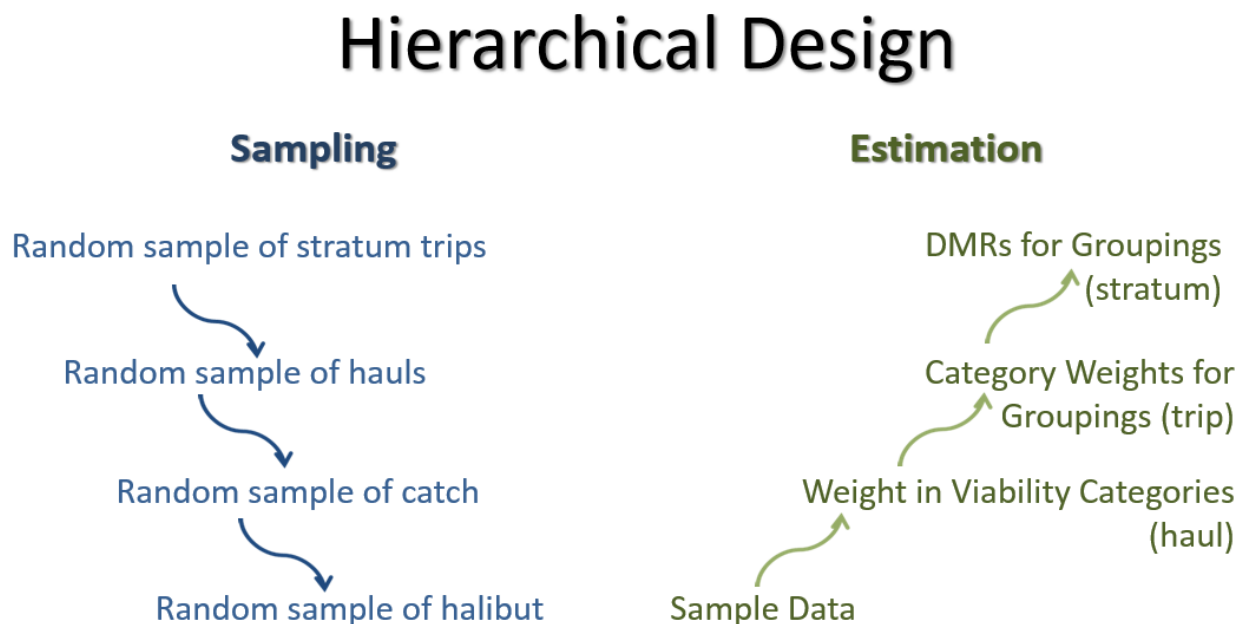 Hierarchical Design
Sampling
Random sample of stratum trips
Random sample of hauls
Random sample of catch
Random sample of halibut
Estimation
DMRs for Groupings
(stratum)
Category Weights for
Groupings (trip)
Weight in Viability Categories
(haul)
Sample Data